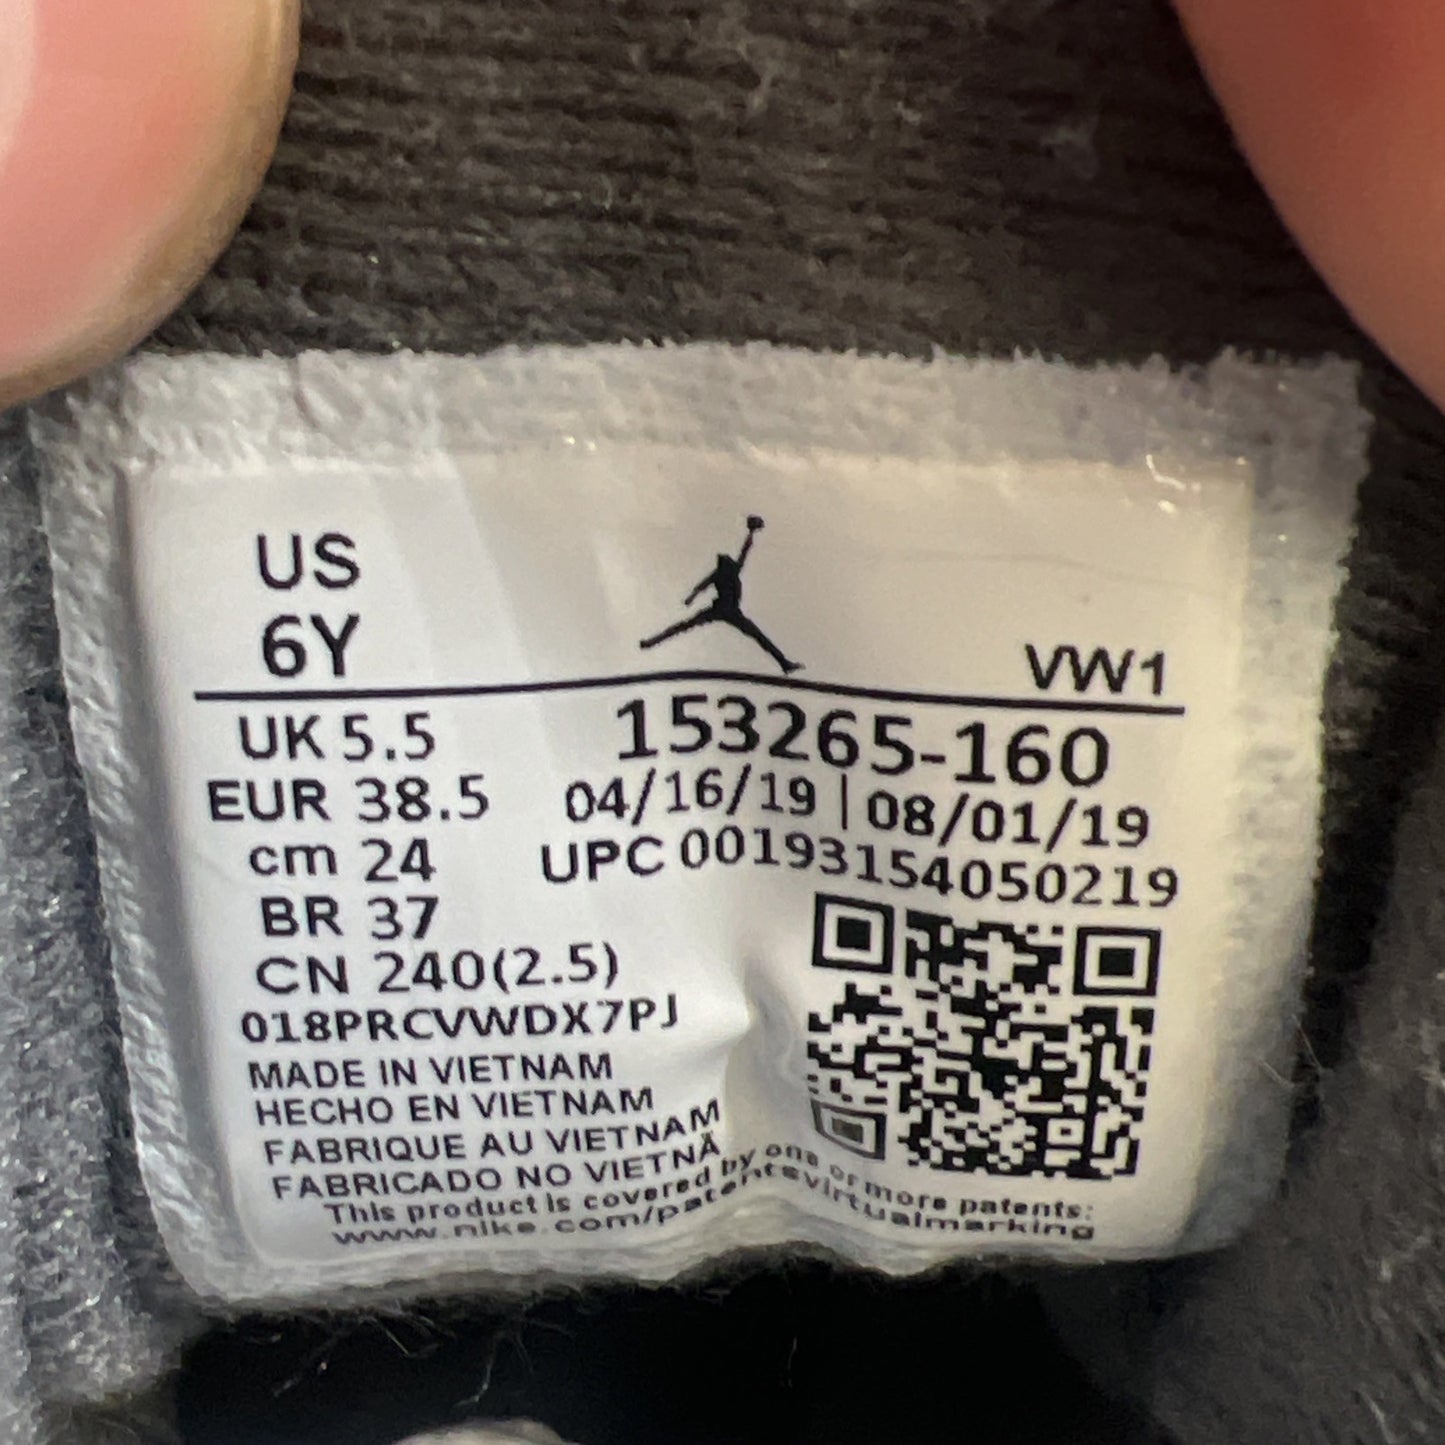 US
6Y
VW1
UK 5.5
153265-160
EUR 38.5
04/16/19 | 08/01/19
cm 24
UPC 00193154050219
BR 37
CN 240(2.5)
018PRCVWDX7PJ
MADE IN VIETNAM
HECHO EN VIETNAM
FABRIQUE AU VIETNAM
FABRICADO NO VIETNÃ
This product is covered by one or more patents:
www.nike.com/patentsvirtualmarking